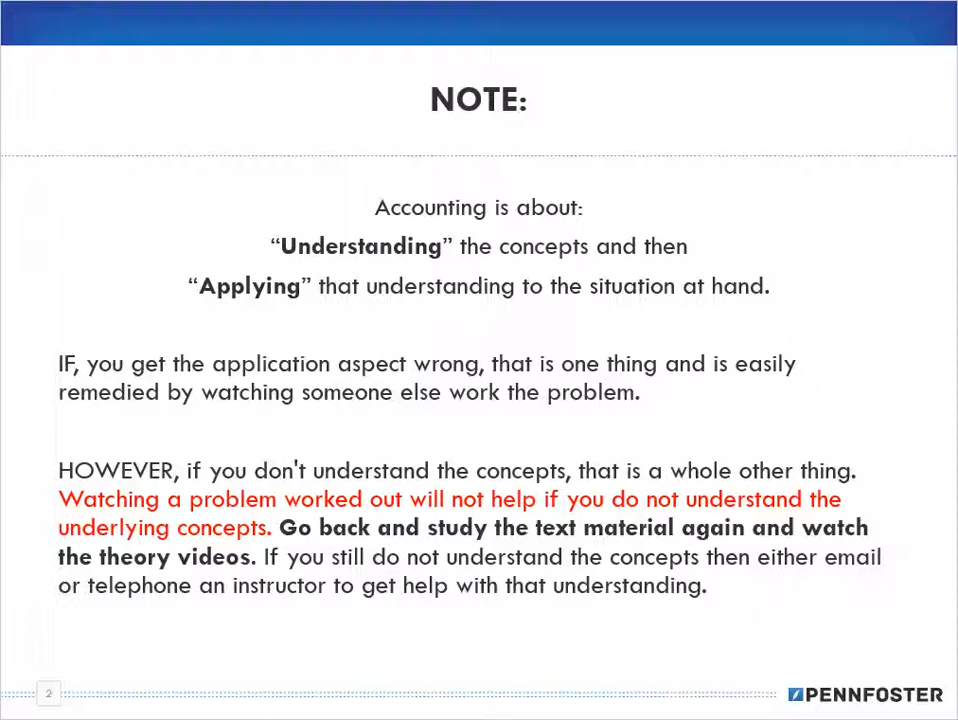 NOTE:
Accounting is about:
“Understanding” the concepts and then
“Applying” that understanding to the situation at hand.
IF, you get the application aspect wrong, that is one thing and is easily
remedied by watching someone else work the problem.
HOWEVER, if you don't understand the concepts, that is a whole other thing.
Watching a problem worked out will not help if you do not understand the
underlying concepts. Go back and study the text material again and watch
the theory videos. If you still do not understand the concepts then either email
or telephone an instructor to get help with that understanding.
2
PENNFOSTER